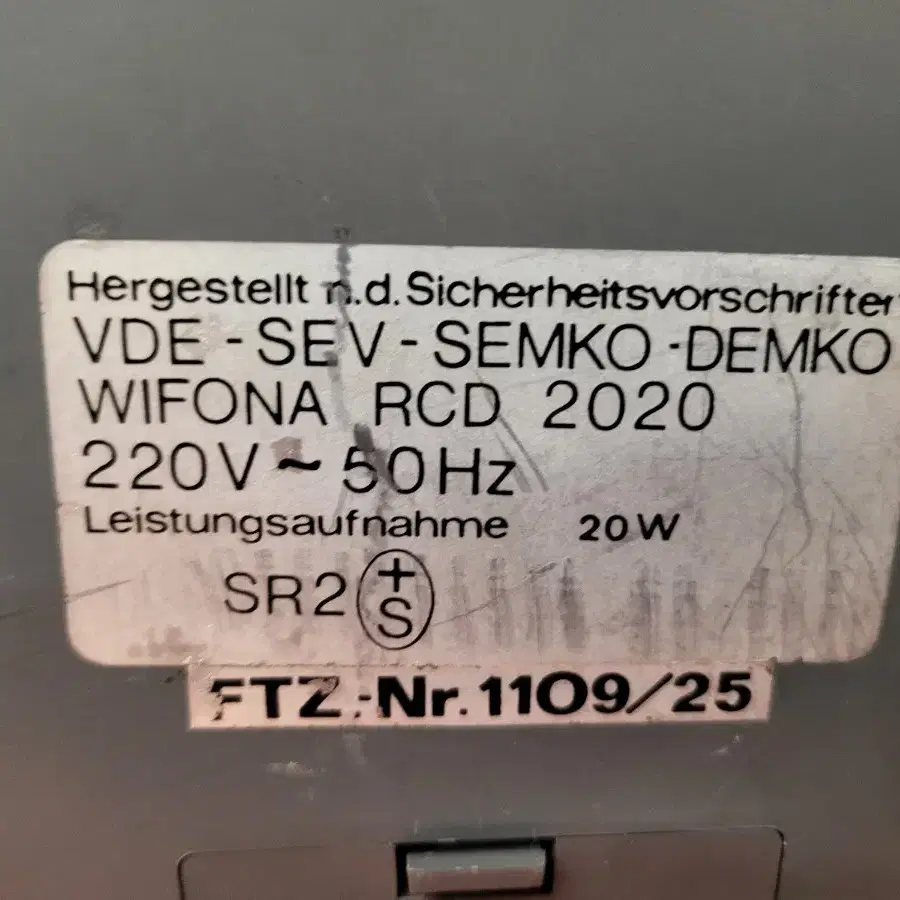 Hergestellt n.d.Sicherheitsvorschriften
VDE - SEV - SEMKO - DEMKO
WIFONA RCD 2020
220V ~ 50Hz
Leistungsaufnahme 20W
SR2 +S
FTZ.-Nr. 1109/25